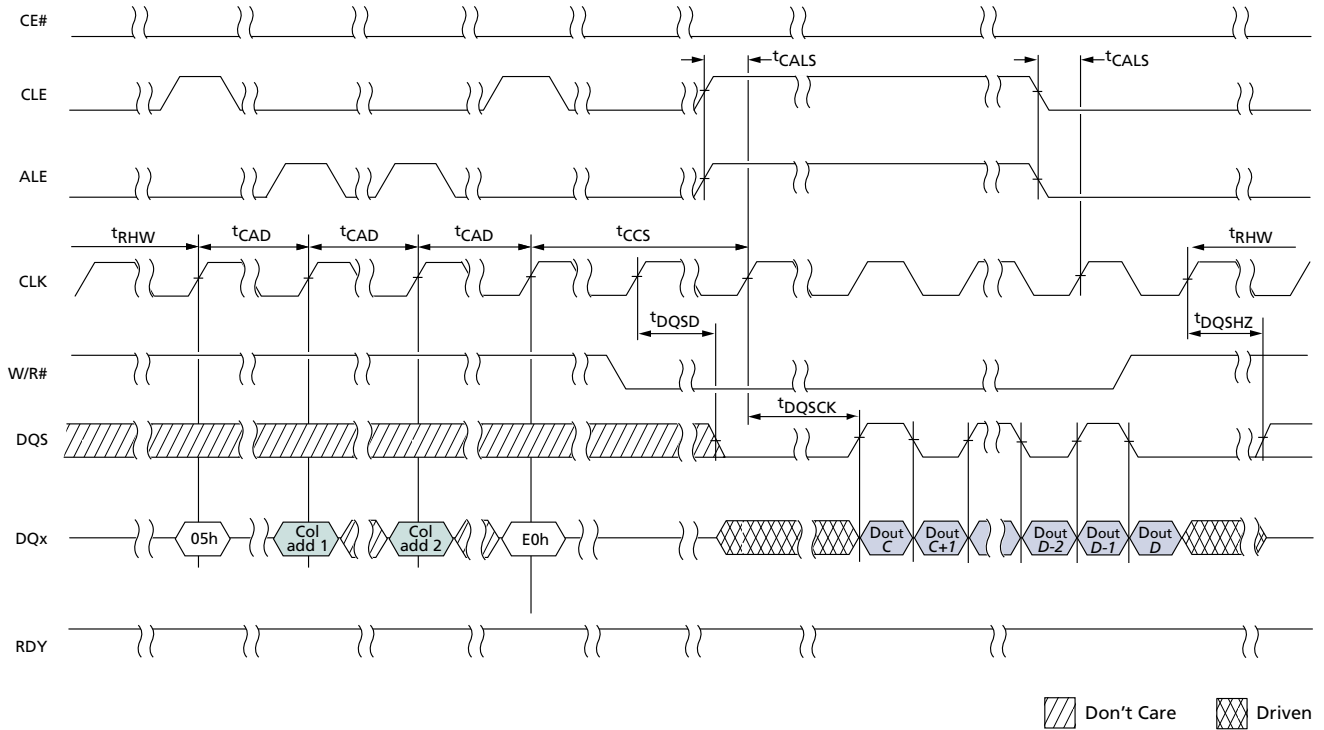 CE#
tCALS
tCALS
CLE
ALE
tRHW
tCAD
tCAD
tCAD
tCCS
tRHW
CLK
tDQSD
tDQSHZ
W/R#
tDQSCK
DQS
DQx
05h
Col
add 1
Col
add 2
E0h
Dout
C
Dout
C+1
Dout
D-2
Dout
D-1
Dout
D
RDY
Don't Care
Driven